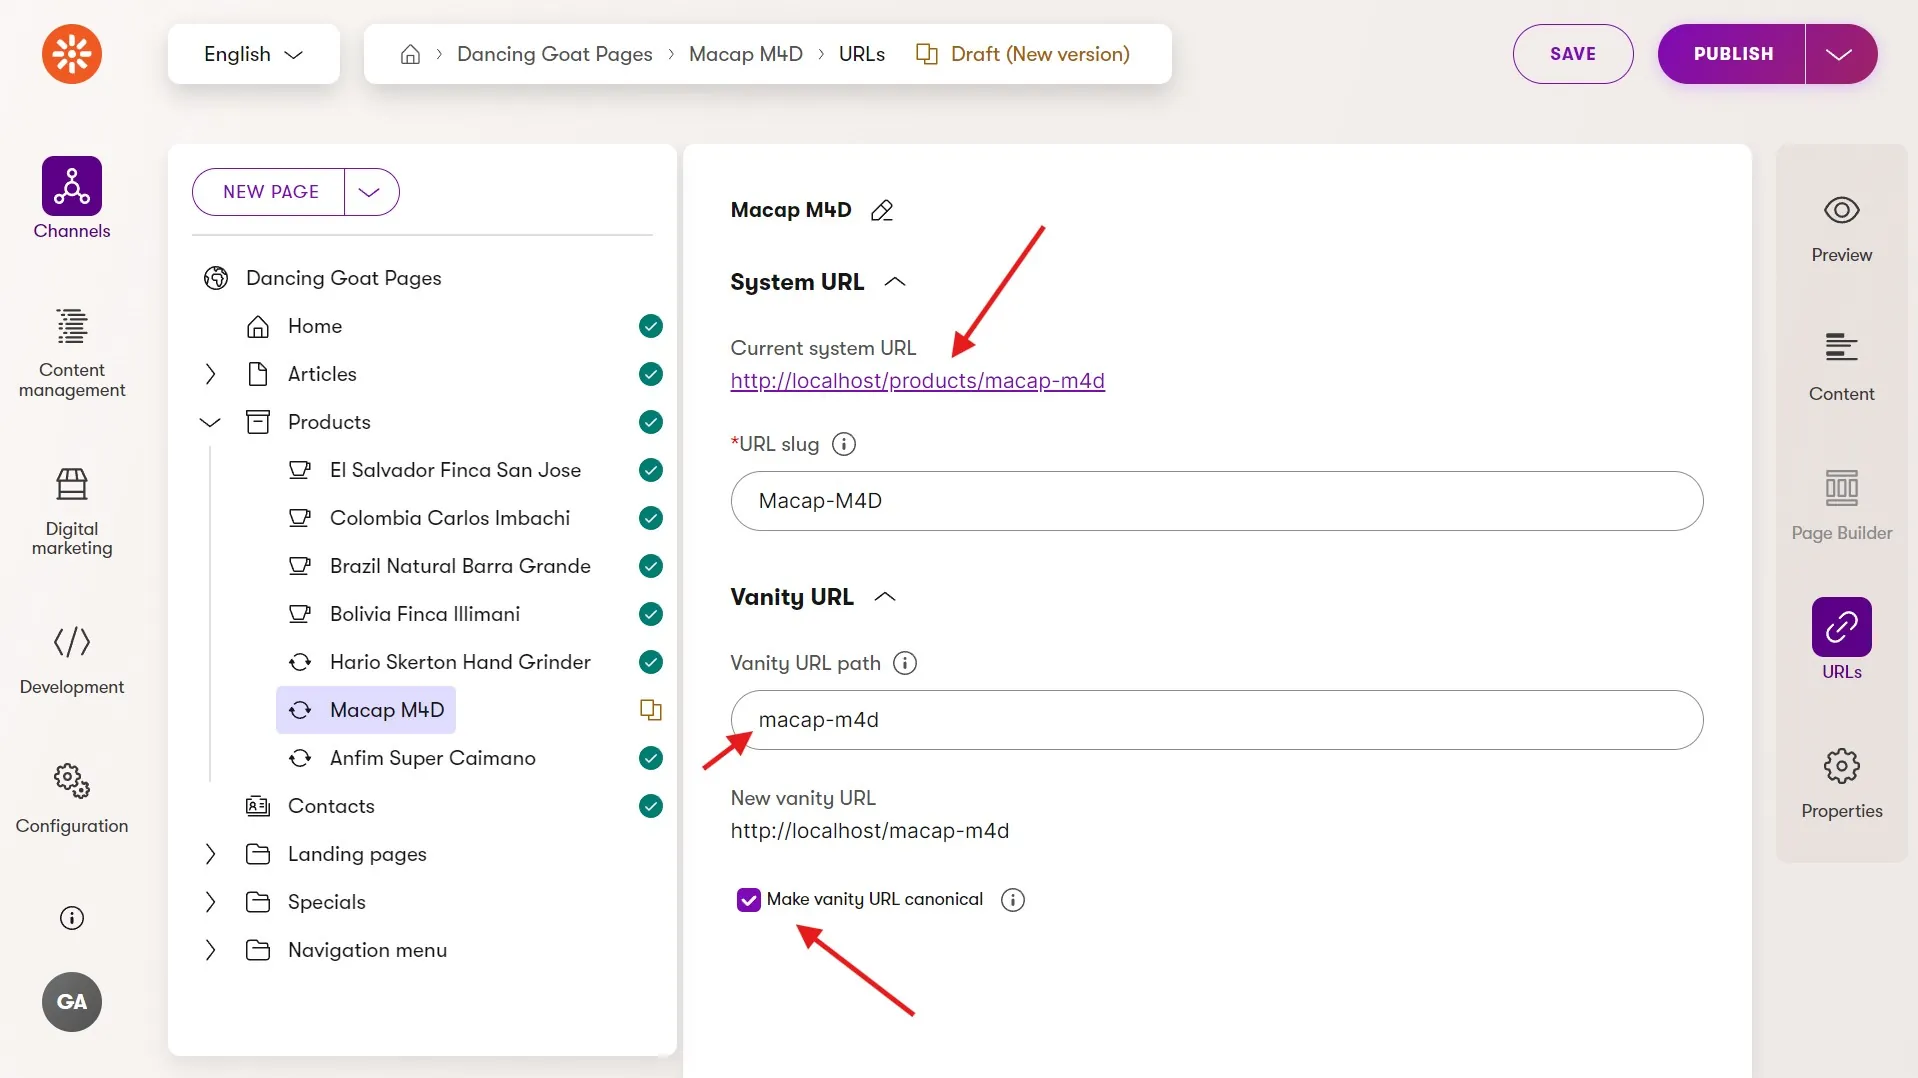 English
Dancing Goat Pages
Macap M4D
URLs
Draft (New version)
SAVE
PUBLISH
Channels
Content
management
Digital
marketing
Development
Configuration
GA
NEW PAGE
Dancing Goat Pages
Home
Articles
Products
El Salvador Finca San Jose
Colombia Carlos Imbachi
Brazil Natural Barra Grande
Bolivia Finca Illimani
Hario Skerton Hand Grinder
Macap M4D
Anfim Super Caimano
Contacts
Landing pages
Specials
Navigation menu
Macap M4D
System URL
Current system URL
http://localhost/products/macap-m4d
*URL slug
Macap-M4D
Vanity URL
Vanity URL path
macap-m4d
New vanity URL
http://localhost/macap-m4d
Make vanity URL canonical
Preview
Content
Page Builder
URLs
Properties